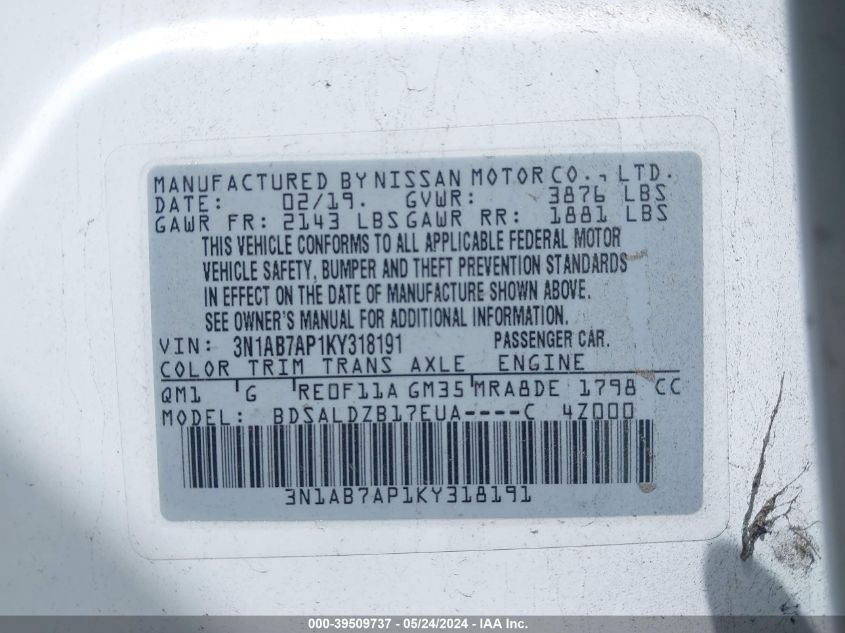 MANUFACTURED BY NISSAN MOTOR CO., LTD.
DATE: 02/19. GVWR: 3876 LBS
GAWR FR: 2143 LBS GAWR RR: 1881 LBS
THIS VEHICLE CONFORMS TO ALL APPLICABLE FEDERAL MOTOR
VEHICLE SAFETY, BUMPER AND THEFT PREVENTION STANDARDS
IN EFFECT ON THE DATE OF MANUFACTURE SHOWN ABOVE.
SEE OWNER'S MANUAL FOR ADDITIONAL INFORMATION.
VIN: 3N1AB7AP1KY318191 PASSENGER CAR.
COLOR TRIM TRANS AXLE ENGINE
QM1 G RE0F11A GM35 MRA8DE 1798 CC
MODEL: BDSALDZB17EUA----C 4Z000
3N1AB7AP1KY318191
000-39509737 - 05/24/2024 - IAA Inc.